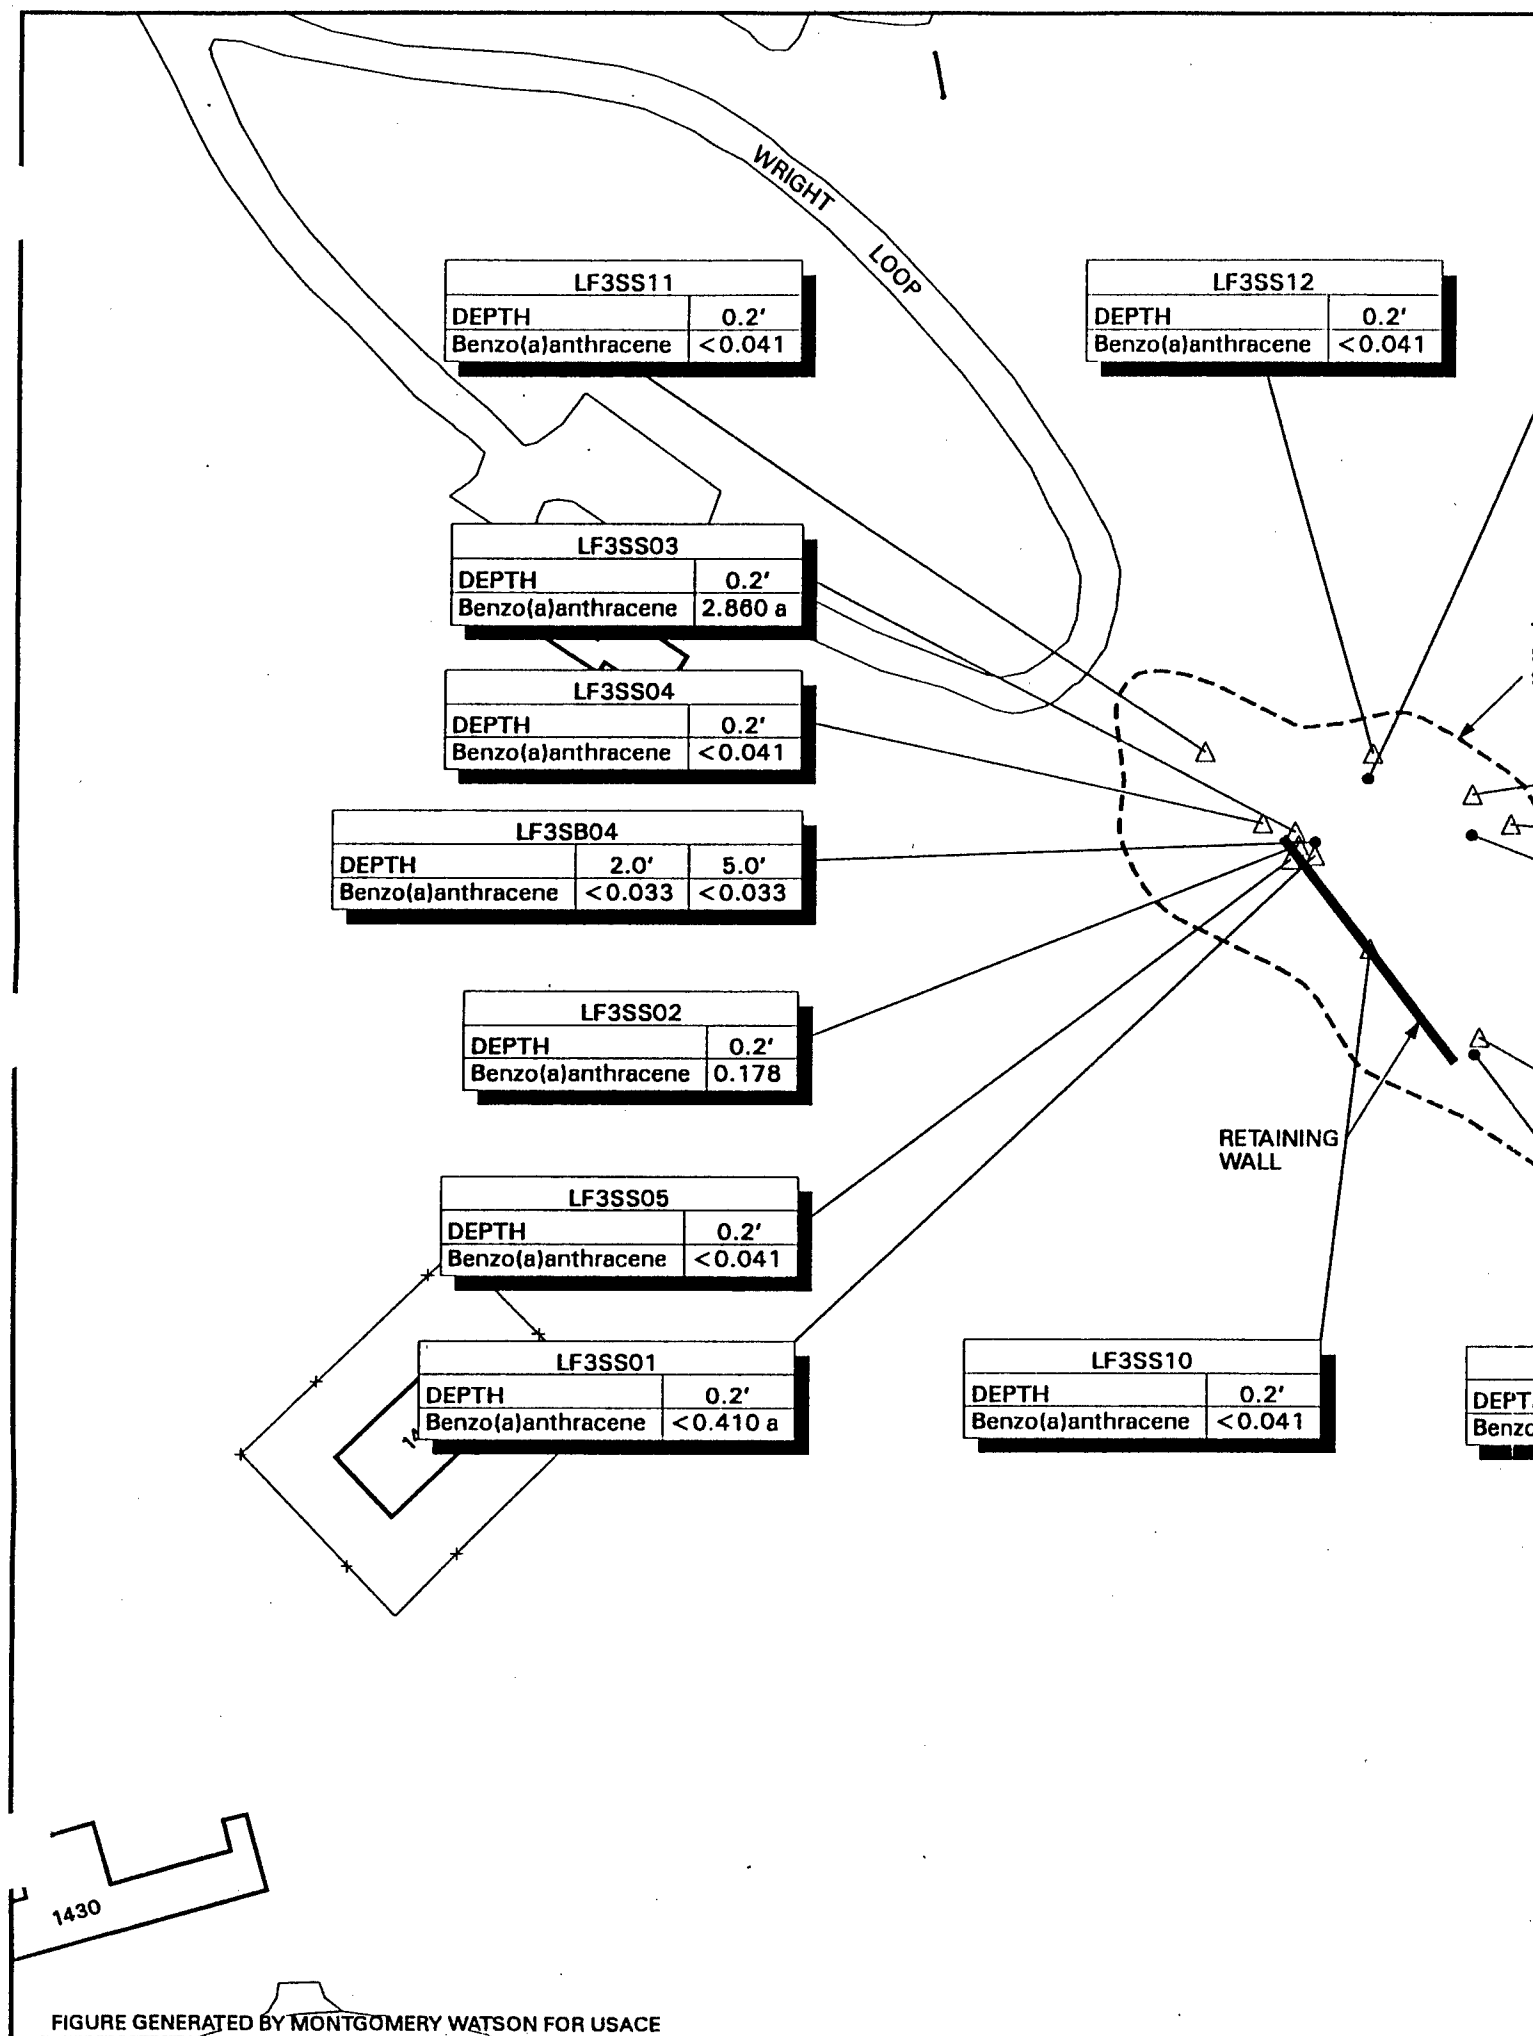 WRIGHT LOOP
LF3SS11
DEPTH 0.2'
Benzo(a)anthracene <0.041
LF3SS12
DEPTH 0.2'
Benzo(a)anthracene <0.041
LF3SS03
DEPTH 0.2'
Benzo(a)anthracene 2.860 a
LF3SS04
DEPTH 0.2'
Benzo(a)anthracene <0.041
LF3SB04
DEPTH 2.0' 5.0'
Benzo(a)anthracene <0.033 <0.033
LF3SS02
DEPTH 0.2'
Benzo(a)anthracene 0.178
RETAINING
WALL
LF3SS05
DEPTH 0.2'
Benzo(a)anthracene <0.041
LF3SS01
DEPTH 0.2'
Benzo(a)anthracene <0.410 a
14
LF3SS10
DEPTH 0.2'
Benzo(a)anthracene <0.041
DEPT
Benzo
1430
FIGURE GENERATED BY MONTGOMERY WATSON FOR USACE